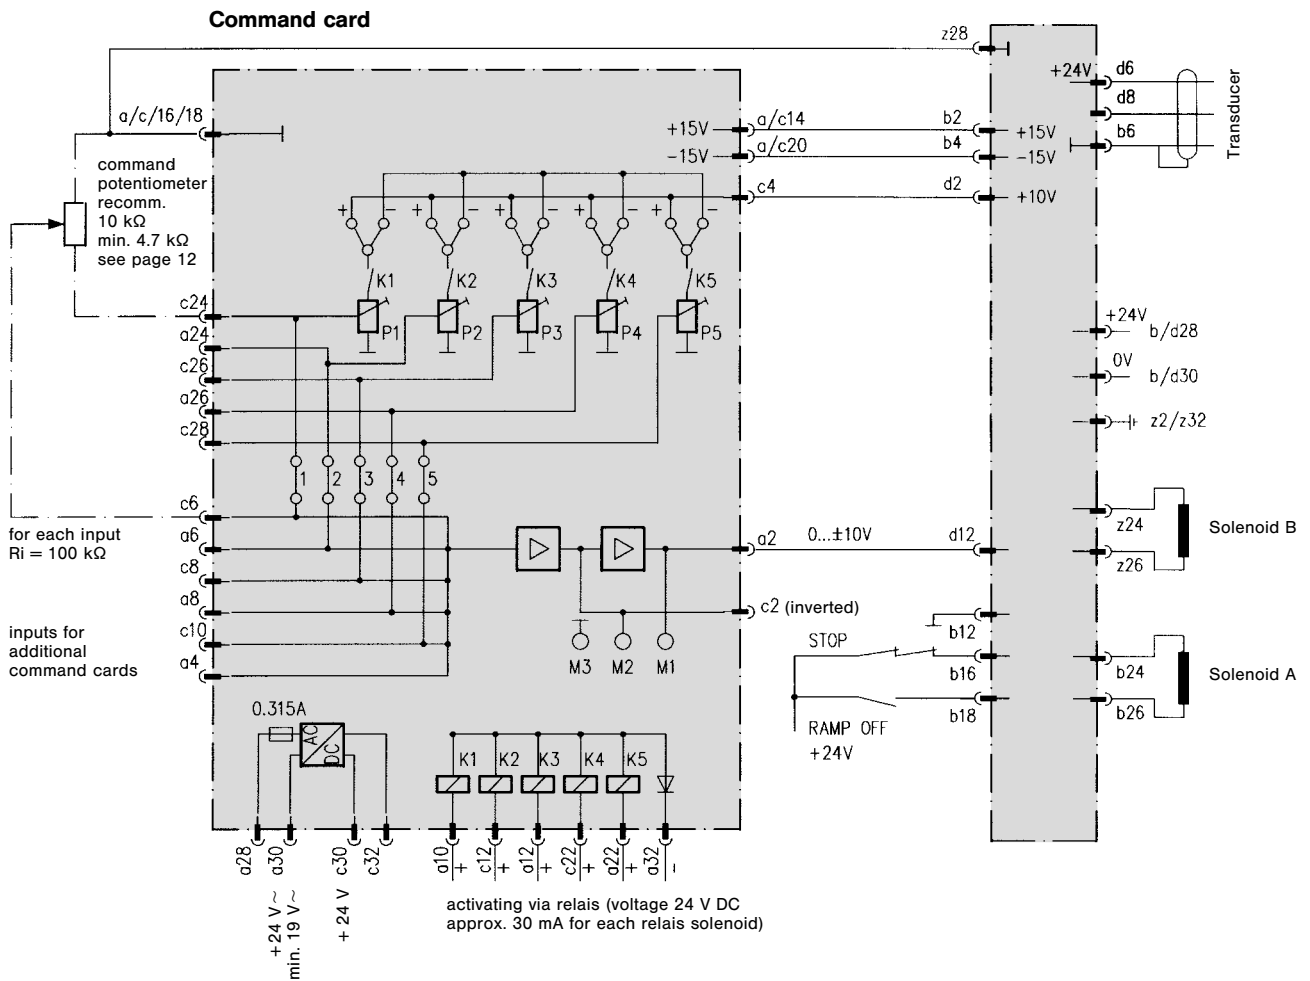 Command card
z28
+24V
d6
d8
b6
Transducer
a/c/16/18
+15V
a/c14
b2
+15V
-15V
a/c20
b4
-15V
c4
d2
+10V
command
potentiometer
recomm.
10 kΩ
min. 4.7 kΩ
see page 12
+ − + − + − + − + −
K1 K2 K3 K4 K5
P1 P2 P3 P4 P5
c24
a24
c26
a26
c28
+24V
b/d28
0V
b/d30
z2/z32
1 2 3 4 5
c6
for each input
Ri = 100 kΩ
a6
c8
a8
c10
a4
inputs for
additional
command cards
a2
0...±10V
d12
c2 (inverted)
M3 M2 M1
z24
z26
Solenoid B
STOP
b12
b16
b18
RAMP OFF
+24V
b24
b26
Solenoid A
0.315A
AC
DC
K1 K2 K3 K4 K5
a28
a30
c30
c32
a10
c12
a12
c22
a22
a32
+ + + + + −
+24 V~
min. 19 V~
+24 V
activating via relais (voltage 24 V DC
approx. 30 mA for each relais solenoid)